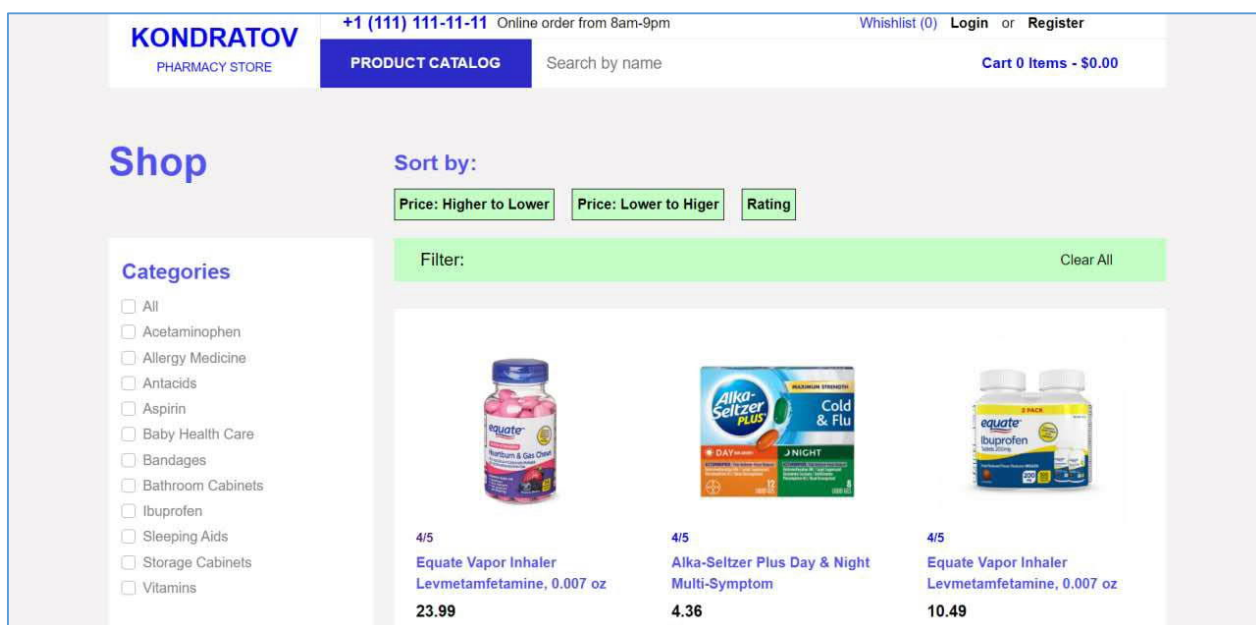 +1 (111) 111-11-11 Online order from 8am-9pm Whishlist (0) Login or Register
KONDRATOV
PHARMACY STORE
PRODUCT CATALOG Search by name Cart 0 Items - $0.00
Shop
Sort by:
Price: Higher to Lower Price: Lower to Higer Rating
Filter: Clear All
Categories
All
Acetaminophen
Allergy Medicine
Antacids
Aspirin
Baby Health Care
Bandages
Bathroom Cabinets
Ibuprofen
Sleeping Aids
Storage Cabinets
Vitamins
equate
Heartburn & Gas Chews
4/5
Equate Vapor Inhaler
Levmetamfetamine, 0.007 oz
23.99
MAXIMUM STRENGTH
Alka-
Seltzer
PLUS
Cold
& Flu
DAY
NIGHT
4/5
Alka-Seltzer Plus Day & Night
Multi-Symptom
4.36
2 PACK
equate
Ibuprofen
4/5
Equate Vapor Inhaler
Levmetamfetamine, 0.007 oz
10.49